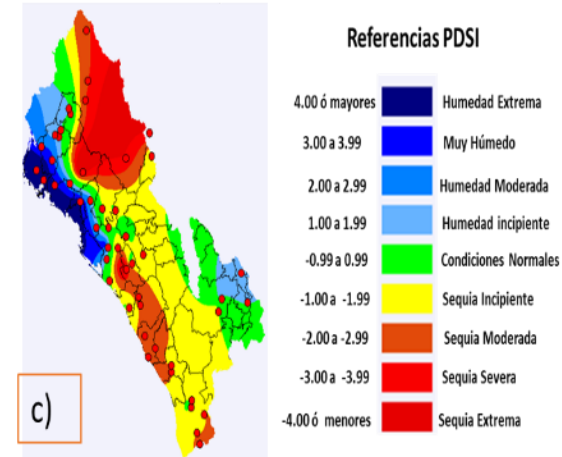 Referencias PDSI
4.00 ó mayores Humedad Extrema
3.00 a 3.99 Muy Húmedo
2.00 a 2.99 Humedad Moderada
1.00 a 1.99 Humedad incipiente
-0.99 a 0.99 Condiciones Normales
-1.00 a -1.99 Sequia Incipiente
-2.00 a -2.99 Sequia Moderada
-3.00 a -3.99 Sequia Severa
-4.00 ó menores Sequia Extrema
c)